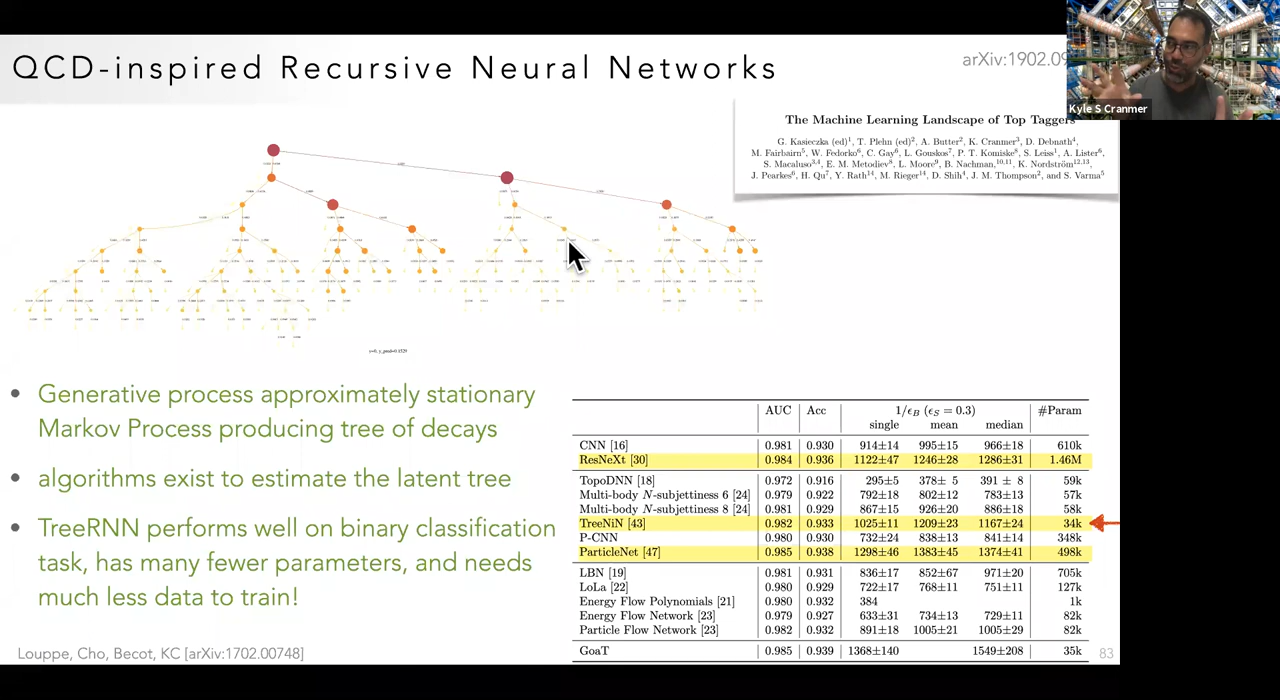 QCD-inspired Recursive Neural Networks
arXiv:1902.09
Kyle S Cranmer
The Machine Learning Landscape of Top Taggers
G. Kasieczka (ed)1, T. Plehn (ed)2, A. Butter2, K. Cranmer3, D. Debnath4,
M. Fairbairn5, W. Fedorko6, C. Gay6, L. Gouskos7, P. T. Komiske8, S. Leiss1, A. Lister6,
S. Macaluso3,4, E. M. Metodiev8, L. Moore9, B. Nachman,10,11, K. Nordström12,13,
J. Pearkes6, H. Qu7, Y. Rath14, M. Rieger14, D. Shih4, J. M. Thompson2, and S. Varma5
• Generative process approximately stationary
Markov Process producing tree of decays
• algorithms exist to estimate the latent tree
• TreeRNN performs well on binary classification
task, has many fewer parameters, and needs
much less data to train!
AUC Acc 1/ϵB (ϵS = 0.3) #Param
single mean median
CNN [16] 0.981 0.930 914±14 995±15 966±18 610k
ResNeXt [30] 0.984 0.936 1122±47 1246±28 1286±31 1.46M
TopoDNN [18] 0.972 0.916 295±5 378± 5 391 ± 8 59k
Multi-body N-subjettiness 6 [24] 0.979 0.922 792±18 802±12 783±13 57k
Multi-body N-subjettiness 8 [24] 0.981 0.929 867±15 926±20 886±18 58k
TreeNiN [43] 0.982 0.933 1025±11 1209±23 1167±24 34k
P-CNN 0.980 0.930 732±24 838±13 841±14 348k
ParticleNet [47] 0.985 0.938 1298±46 1383±45 1374±41 498k
LBN [19] 0.981 0.931 836±17 852±67 971±20 705k
LoLa [22] 0.980 0.929 722±17 768±11 751±11 127k
Energy Flow Polynomials [21] 0.980 0.932 384 1k
Energy Flow Network [23] 0.979 0.927 633±31 734±13 729±11 82k
Particle Flow Network [23] 0.982 0.932 891±18 1005±21 1005±29 82k
GoaT 0.985 0.939 1368±140 1549±208 35k
Louppe, Cho, Becot, KC [arXiv:1702.00748]
83